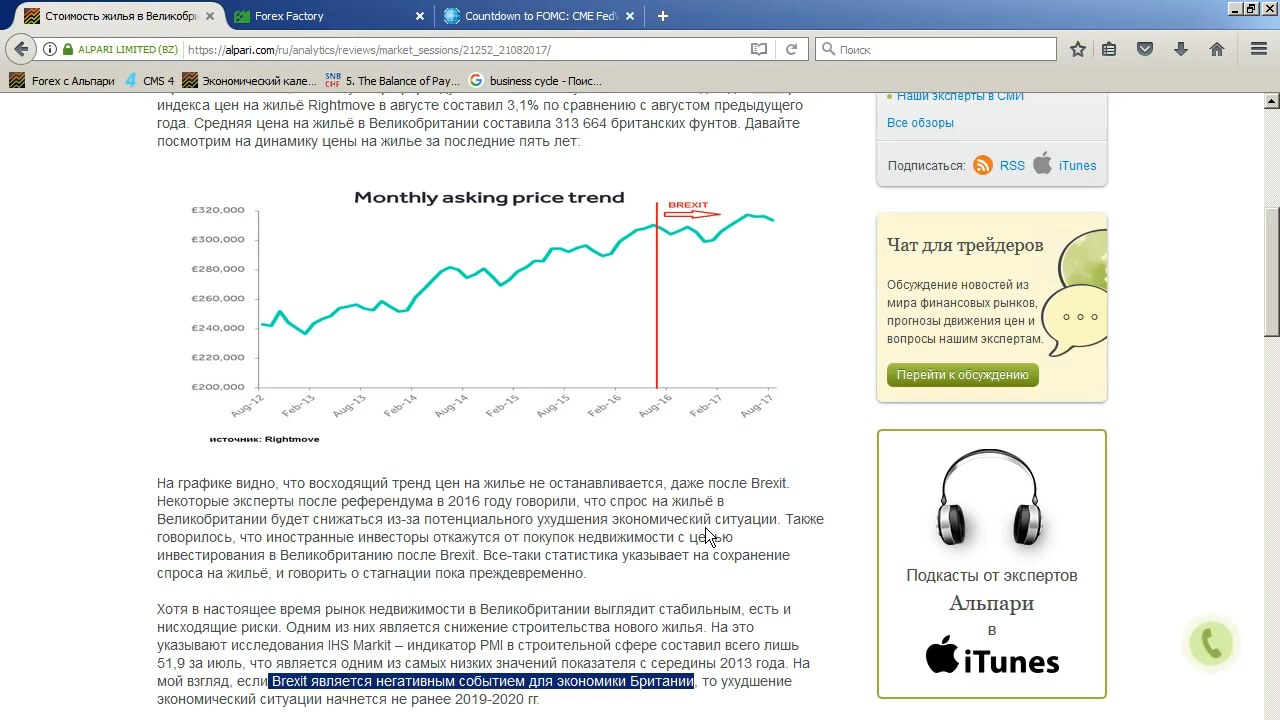 Стоимость жилья в Великобри
Forex Factory
Countdown to FOMC: CME Fed
ALPARI LIMITED (BZ)
https://alpari.com/ru/analytics/reviews/market_sessions/21252_21082017/
Поиск
Forex с Альпари
CMS 4
Экономический кале...
SNB
5. The Balance of Pay...
business cycle - Поис...
индекса цен на жильё Rightmove в августе составил 3,1% по сравнению с августом предыдущего
года. Средняя цена на жильё в Великобритании составила 313 664 британских фунтов. Давайте
посмотрим на динамику цены на жилье за последние пять лет:
Monthly asking price trend
BREXIT
£320,000
£300,000
£280,000
£260,000
£240,000
£220,000
£200,000
Aug-12
Feb-13
Aug-13
Feb-14
Aug-14
Feb-15
Aug-15
Feb-16
Aug-16
Feb-17
Aug-17
источник: Rightmove
На графике видно, что восходящий тренд цен на жилье не останавливается, даже после Brexit.
Некоторые эксперты после референдума в 2016 году говорили, что спрос на жильё в
Великобритании будет снижаться из-за потенциального ухудшения экономический ситуации. Также
говорилось, что иностранные инвесторы откажутся от покупок недвижимости с целью
инвестирования в Великобританию после Brexit. Все-таки статистика указывает на сохранение
спроса на жильё, и говорить о стагнации пока преждевременно.
Хотя в настоящее время рынок недвижимости в Великобритании выглядит стабильным, есть и
нисходящие риски. Одним из них является снижение строительства нового жилья. На это
указывают исследования IHS Markit – индикатор PMI в строительной сфере составил всего лишь
51,9 за июль, что является одним из самых низких значений показателя с середины 2013 года. На
мой взгляд, если Brexit является негативным событием для экономики Британии, то ухудшение
экономический ситуации начнется не ранее 2019-2020 гг.
Наши эксперты в СМИ
Все обзоры
Подписаться: RSS iTunes
Чат для трейдеров
Обсуждение новостей из
мира финансовых рынков,
прогнозы движения цен и
вопросы нашим экспертам.
Перейти к обсуждению
Подкасты от экспертов
Альпари
в
iTunes